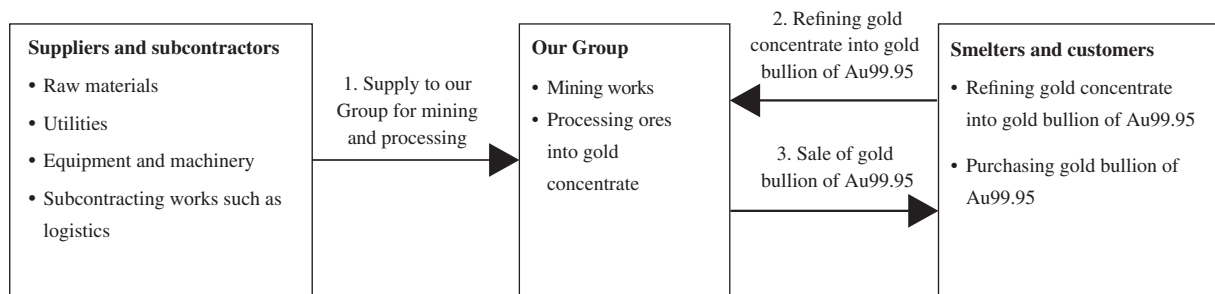 Suppliers and subcontractors
• Raw materials
• Utilities
• Equipment and machinery
• Subcontracting works such as
logistics
1. Supply to our
Group for mining
and processing
Our Group
• Mining works
• Processing ores
into gold
concentrate
2. Refining gold
concentrate into gold
bullion of Au99.95
3. Sale of gold
bullion of Au99.95
Smelters and customers
• Refining gold concentrate
into gold bullion of Au99.95
• Purchasing gold bullion of
Au99.95